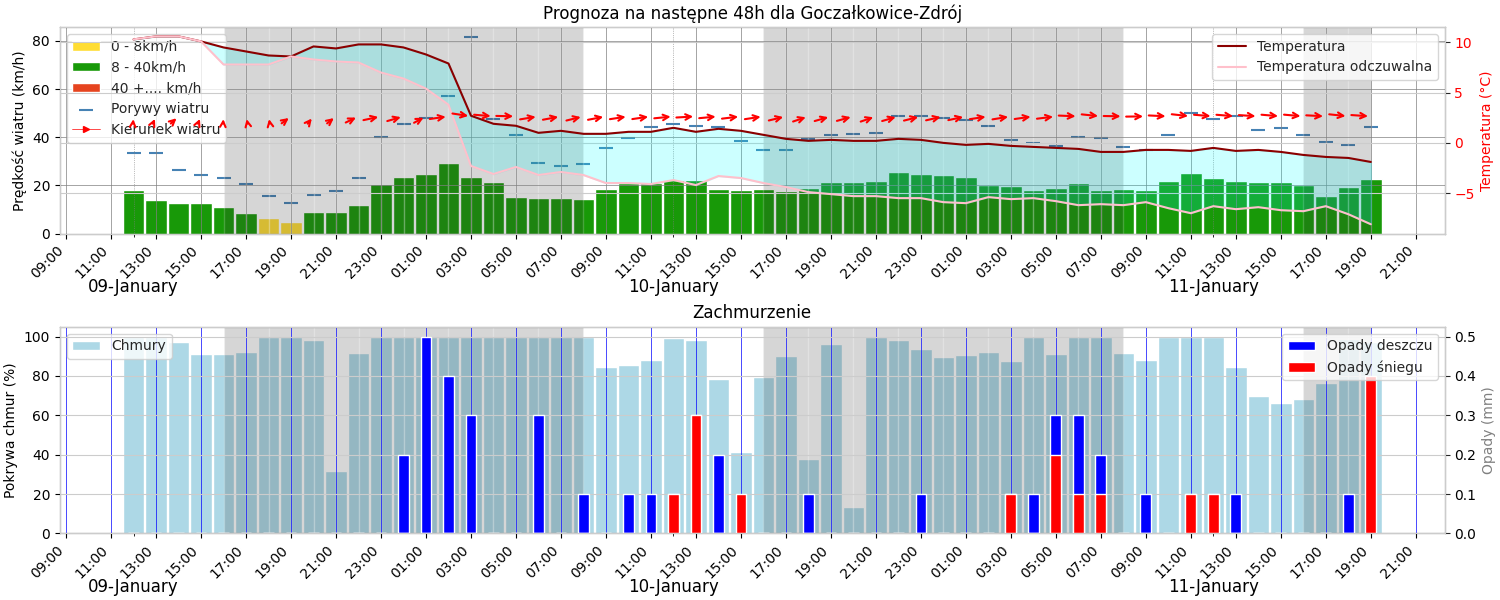 Prognoza na następne 48h dla Goczałkowice-Zdrój
Prędkość wiatru (km/h)
80
60
40
20
0
0 - 8km/h
8 - 40km/h
40 +.... km/h
Porywy wiatru
Kierunek wiatru
Temperatura
Temperatura odczuwalna
10
5
0
−5
Temperatura (°C)
09:00 11:00 13:00 15:00 17:00 19:00 21:00 23:00 01:00 03:00 05:00 07:00 09:00 11:00 13:00 15:00 17:00 19:00 21:00 23:00 01:00 03:00 05:00 07:00 09:00 11:00 13:00 15:00 17:00 19:00 21:00
09-January 10-January 11-January
Zachmurzenie
Pokrywa chmur (%)
100
80
60
40
20
0
Chmury
Opady deszczu
Opady śniegu
0.5
0.4
0.3
0.2
0.1
0.0
Opady (mm)
09:00 11:00 13:00 15:00 17:00 19:00 21:00 23:00 01:00 03:00 05:00 07:00 09:00 11:00 13:00 15:00 17:00 19:00 21:00 23:00 01:00 03:00 05:00 07:00 09:00 11:00 13:00 15:00 17:00 19:00 21:00
09-January 10-January 11-January